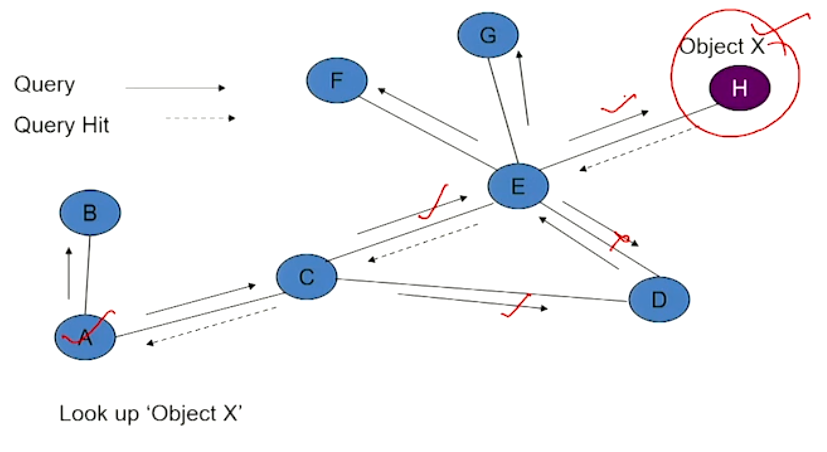 G
Object X
F
H
Query
Query Hit
E
B
C
D
A
Look up ‘Object X’